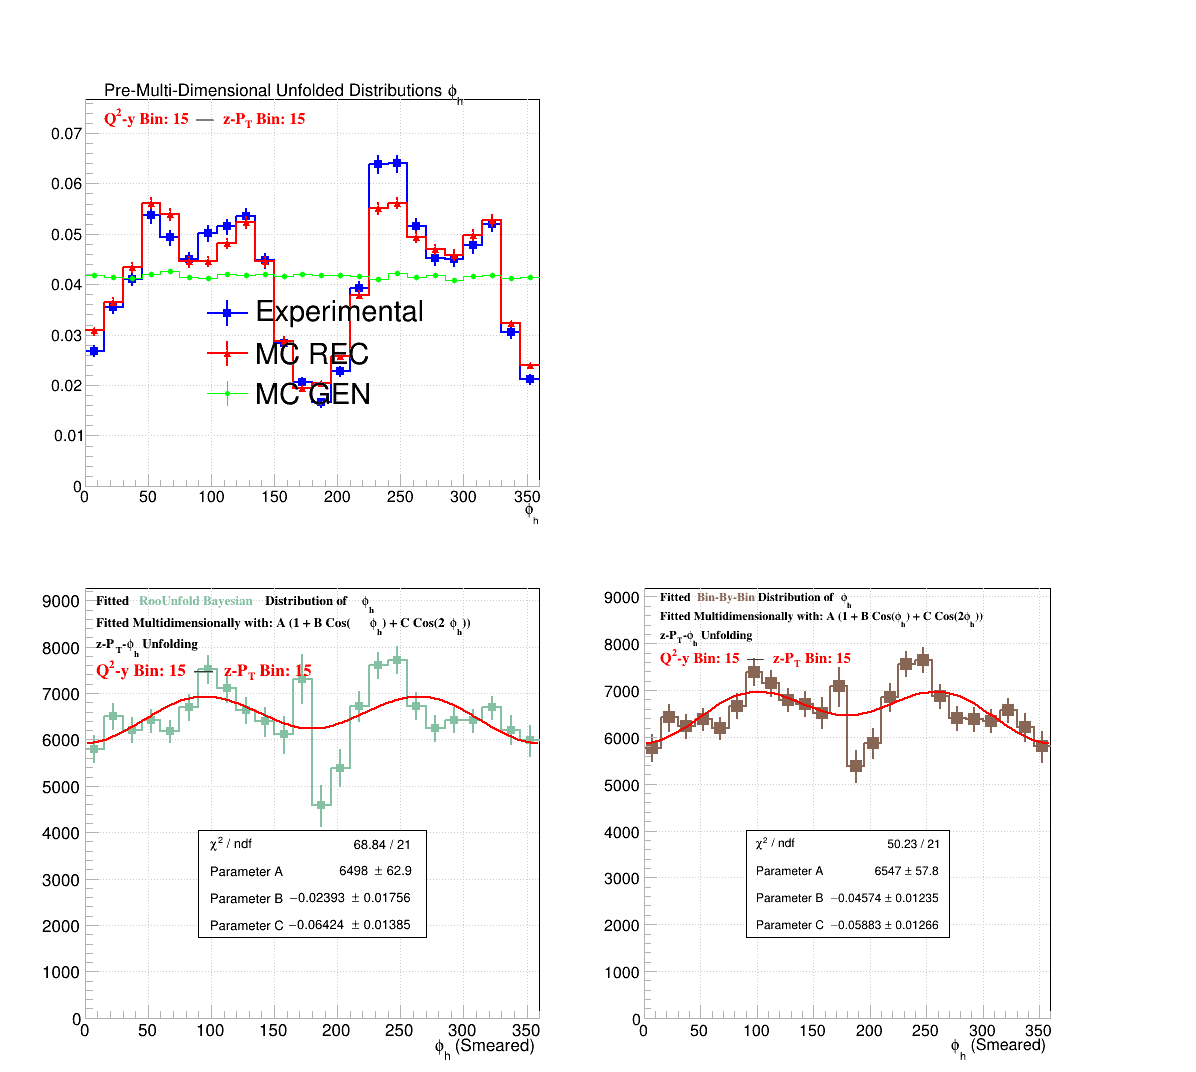 Pre-Multi-Dimensional Unfolded Distributions ϕh
Q2-y Bin: 15 — z-PT Bin: 15
0.07
0.06
0.05
0.04
0.03
0.02
0.01
0
Experimental
MC REC
MC GEN
0 50 100 150 200 250 300 350
ϕh
Fitted RooUnfold Bayesian Distribution of ϕh
Fitted Multidimensionally with: A (1 + B Cos( ϕh) + C Cos(2 ϕh))
z-PT-ϕh Unfolding
Q2-y Bin: 15 — z-PT Bin: 15
9000
8000
7000
6000
5000
4000
3000
2000
1000
0
χ2 / ndf 68.84 / 21
Parameter A 6498 ± 62.9
Parameter B −0.02393 ± 0.01756
Parameter C −0.06424 ± 0.01385
0 50 100 150 200 250 300 350
ϕh (Smeared)
Fitted Bin-By-Bin Distribution of ϕh
Fitted Multidimensionally with: A (1 + B Cos(ϕh) + C Cos(2ϕh))
z-PT-ϕh Unfolding
Q2-y Bin: 15 — z-PT Bin: 15
9000
8000
7000
6000
5000
4000
3000
2000
1000
0
χ2 / ndf 50.23 / 21
Parameter A 6547 ± 57.8
Parameter B −0.04574 ± 0.01235
Parameter C −0.05883 ± 0.01266
0 50 100 150 200 250 300 350
ϕh (Smeared)